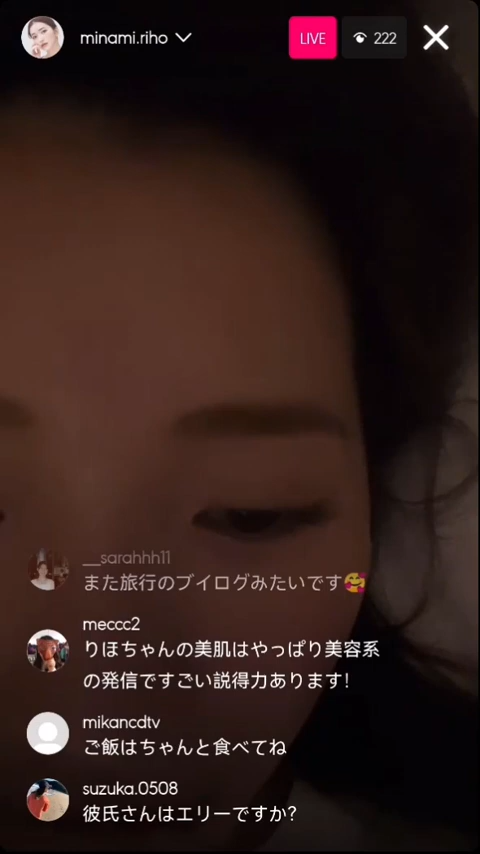 minami.riho
LIVE
222
__sarahhh11
また旅行のブイログみたいです🥰
meccc2
りほちゃんの美肌はやっぱり美容系
の発信ですごい説得力あります!
mikancdtv
ご飯はちゃんと食べてね
suzuka.0508
彼氏さんはエリーですか?